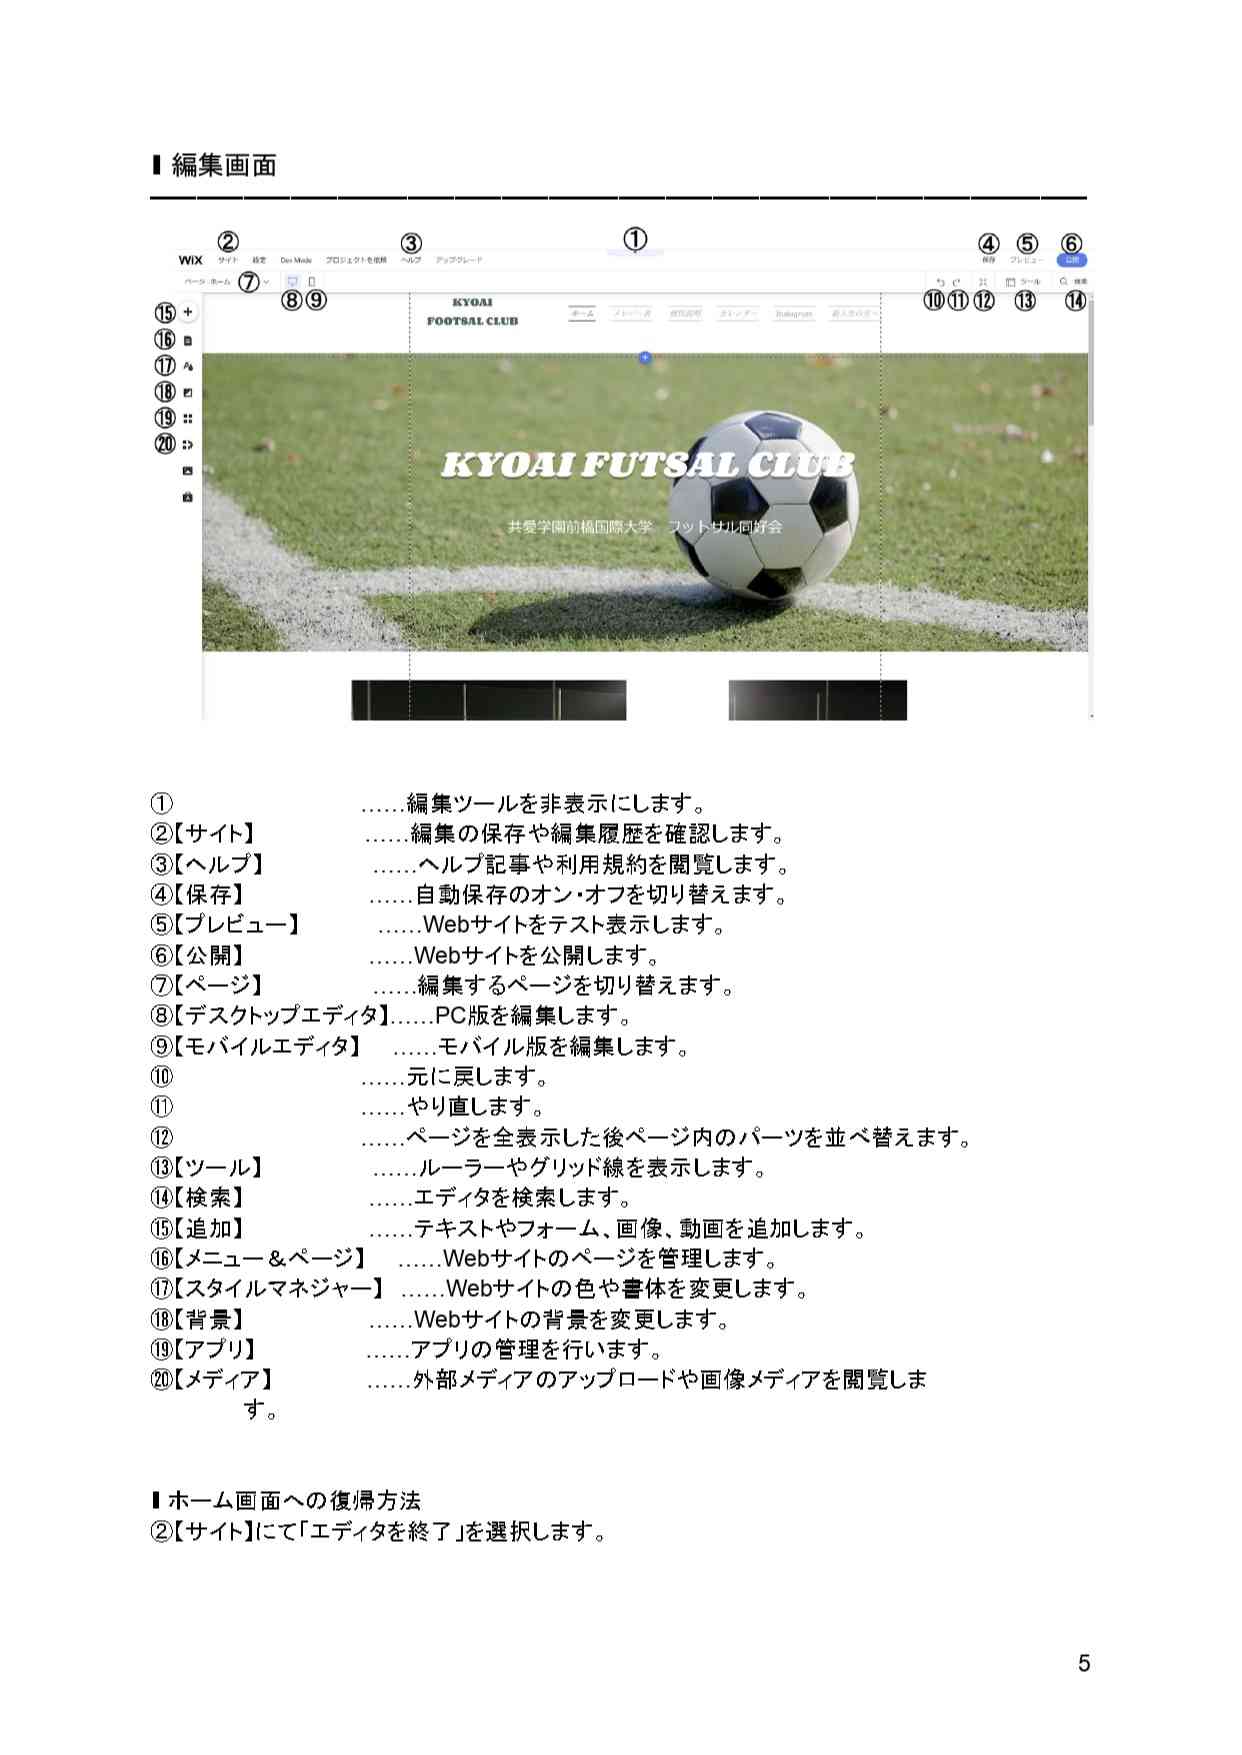 ▍編集画面
① ② ③ ④ ⑤ ⑥
WiX サイト 設定 Dev Mode プロジェクトを依頼 ヘルプ アップグレード 保存 プレビュー 公開
ページ: ホーム ⑦ ツール 検索
⑧ ⑨ ⑩ ⑪ ⑫ ⑬ ⑭
KYOAI
FOOTSAL CLUB
ホーム カレンダー Instagram
⑮
⑯
⑰
⑱
⑲
⑳
KYOAI FUTSAL CLUB
共愛学園前橋国際大学 フットサル同好会
① ……編集ツールを非表示にします。
②【サイト】 ……編集の保存や編集履歴を確認します。
③【ヘルプ】 ……ヘルプ記事や利用規約を閲覧します。
④【保存】 ……自動保存のオン・オフを切り替えます。
⑤【プレビュー】 ……Webサイトをテスト表示します。
⑥【公開】 ……Webサイトを公開します。
⑦【ページ】 ……編集するページを切り替えます。
⑧【デスクトップエディタ】……PC版を編集します。
⑨【モバイルエディタ】 ……モバイル版を編集します。
⑩ ……元に戻します。
⑪ ……やり直します。
⑫ ……ページを全表示した後ページ内のパーツを並べ替えます。
⑬【ツール】 ……ルーラーやグリッド線を表示します。
⑭【検索】 ……エディタを検索します。
⑮【追加】 ……テキストやフォーム、画像、動画を追加します。
⑯【メニュー＆ページ】 ……Webサイトのページを管理します。
⑰【スタイルマネジャー】 ……Webサイトの色や書体を変更します。
⑱【背景】 ……Webサイトの背景を変更します。
⑲【アプリ】 ……アプリの管理を行います。
⑳【メディア】 ……外部メディアのアップロードや画像メディアを閲覧しま
す。
▍ホーム画面への復帰方法
②【サイト】にて「エディタを終了」を選択します。
5